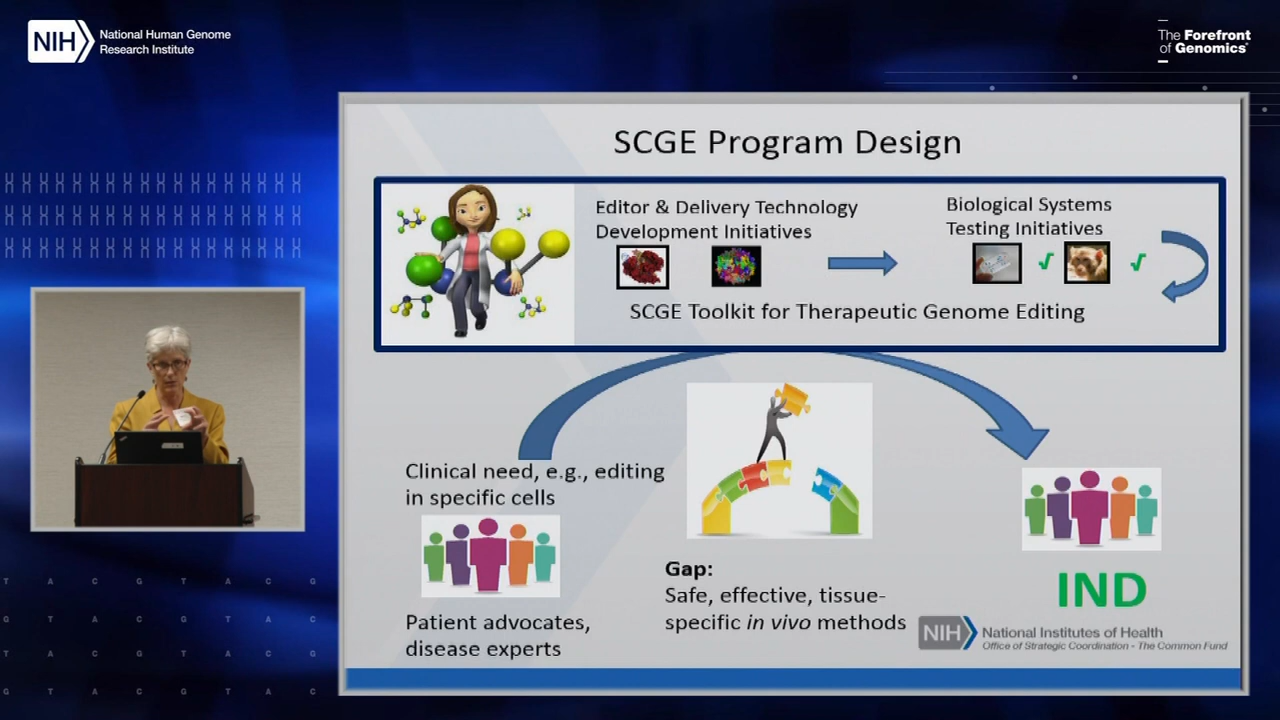 NIH
National Human Genome
Research Institute
The Forefront
of Genomics
SCGE Program Design
Editor & Delivery Technology
Development Initiatives
Biological Systems
Testing Initiatives
SCGE Toolkit for Therapeutic Genome Editing
Clinical need, e.g., editing
in specific cells
Patient advocates,
disease experts
Gap:
Safe, effective, tissue-
specific in vivo methods
IND
NIH
National Institutes of Health
Office of Strategic Coordination - The Common Fund
T A C G T A C G
G T A C G T A C
T A C G T A C G
G T A C G T A C